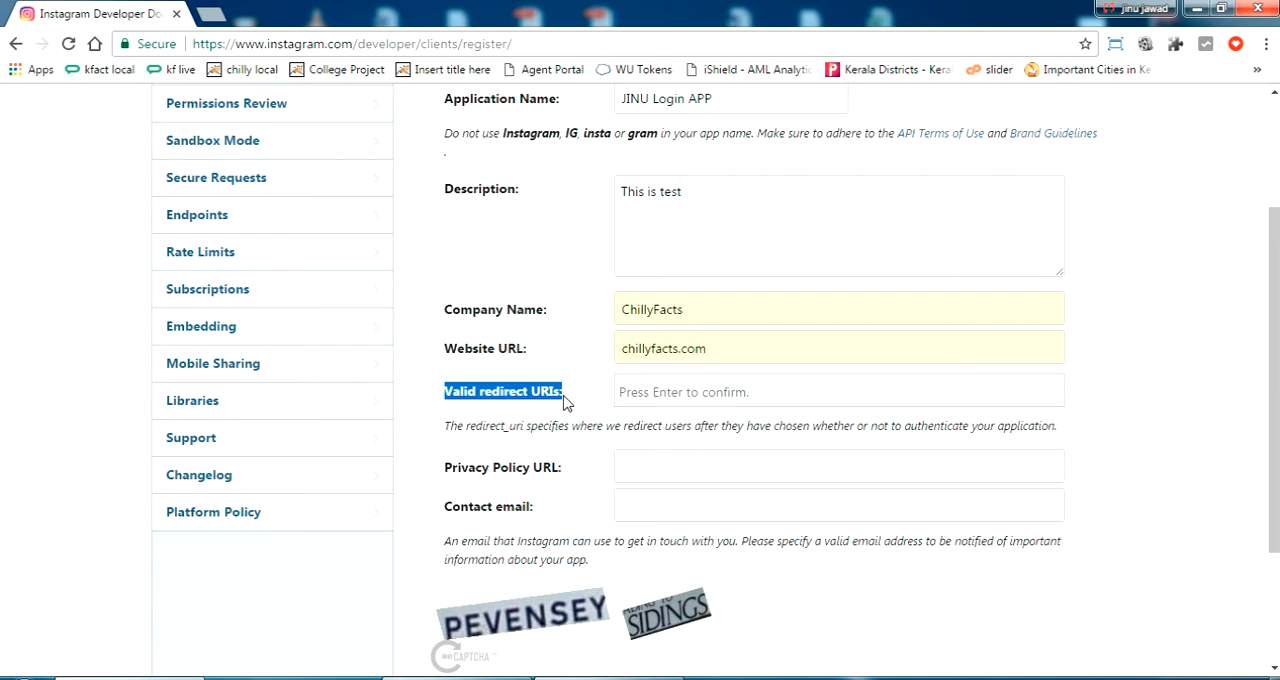 Instagram Developer Do
jinu jawad
Secure
https://www.instagram.com/developer/clients/register/
Apps
kfact local
kf live
chilly local
College Project
Insert title here
Agent Portal
WU Tokens
iShield - AML Analytic
Kerala Districts - Kera
slider
Important Cities in Ke
»
Permissions Review
Sandbox Mode
Secure Requests
Endpoints
Rate Limits
Subscriptions
Embedding
Mobile Sharing
Libraries
Support
Changelog
Platform Policy
Application Name:
JINU Login APP
Do not use Instagram, IG, insta or gram in your app name. Make sure to adhere to the API Terms of Use and Brand Guidelines
.
Description:
This is test
Company Name:
ChillyFacts
Website URL:
chillyfacts.com
Valid redirect URIs:
Press Enter to confirm.
The redirect_uri specifies where we redirect users after they have chosen whether or not to authenticate your application.
Privacy Policy URL:
Contact email:
An email that Instagram can use to get in touch with you. Please specify a valid email address to be notified of important
information about your app.
PEVENSEY
SIDINGS
reCAPTCHA™